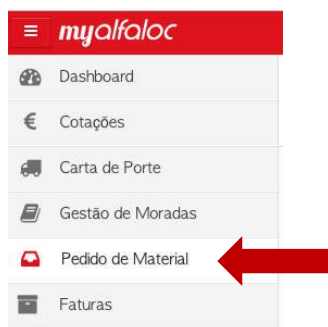 myalfaloc
Dashboard
€ Cotações
Carta de Porte
Gestão de Moradas
Pedido de Material
Faturas